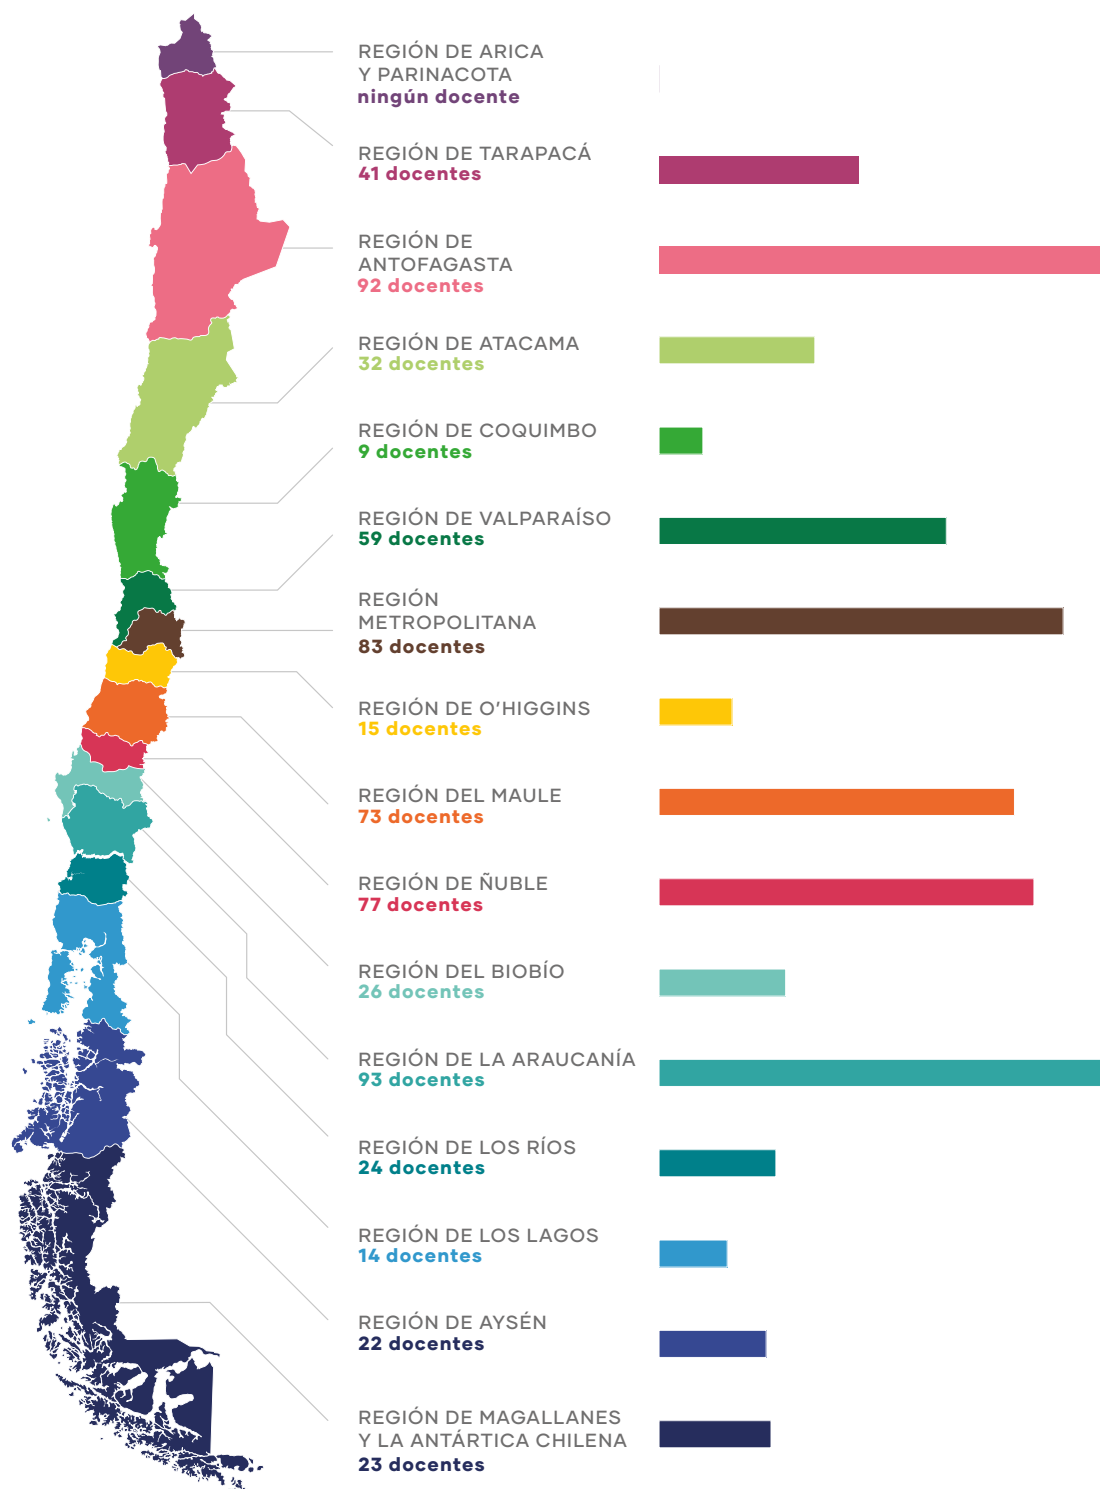 REGIÓN DE ARICA
Y PARINACOTA
ningún docente
REGIÓN DE TARAPACÁ
41 docentes
REGIÓN DE
ANTOFAGASTA
92 docentes
REGIÓN DE ATACAMA
32 docentes
REGIÓN DE COQUIMBO
9 docentes
REGIÓN DE VALPARAÍSO
59 docentes
REGIÓN
METROPOLITANA
83 docentes
REGIÓN DE O'HIGGINS
15 docentes
REGIÓN DEL MAULE
73 docentes
REGIÓN DE ÑUBLE
77 docentes
REGIÓN DEL BIOBÍO
26 docentes
REGIÓN DE LA ARAUCANÍA
93 docentes
REGIÓN DE LOS RÍOS
24 docentes
REGIÓN DE LOS LAGOS
14 docentes
REGIÓN DE AYSÉN
22 docentes
REGIÓN DE MAGALLANES
Y LA ANTÁRTICA CHILENA
23 docentes